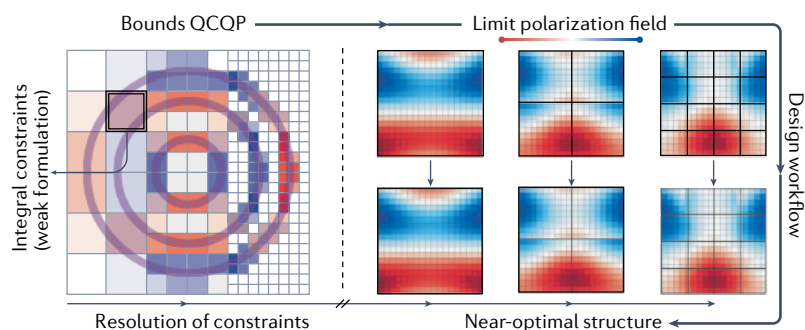 Bounds QCQP
Limit polarization field
Integral constraints
(weak formulation)
Design workflow
Resolution of constraints
Near-optimal structure